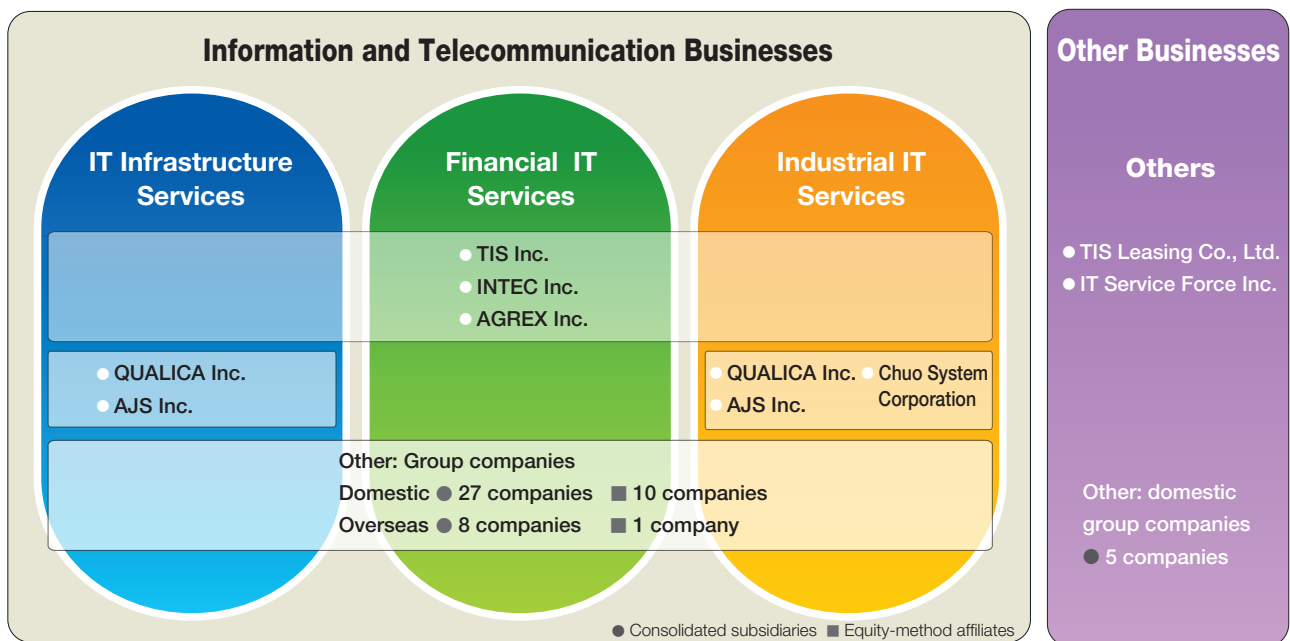 Information and Telecommunication Businesses
IT Infrastructure
Services
Financial IT
Services
Industrial IT
Services
● TIS Inc.
● INTEC Inc.
● AGREX Inc.
● QUALICA Inc.
● AJS Inc.
● QUALICA Inc. ● Chuo System
Corporation
● AJS Inc.
Other: Group companies
Domestic ● 27 companies ■ 10 companies
Overseas ● 8 companies ■ 1 company
● Consolidated subsidiaries ■ Equity-method affiliates
Other Businesses
Others
● TIS Leasing Co., Ltd.
● IT Service Force Inc.
Other: domestic
group companies
● 5 companies